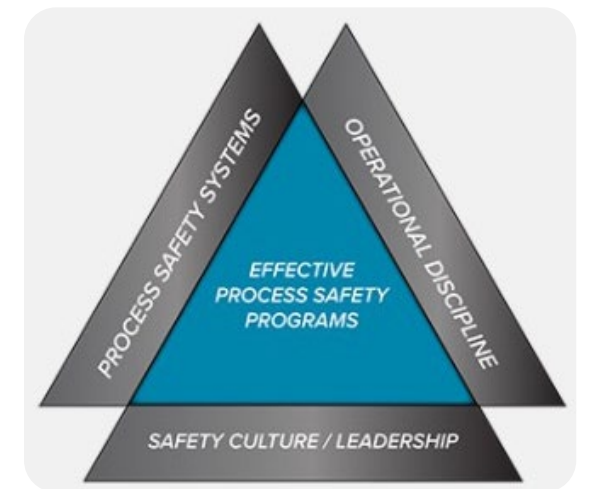 PROCESS SAFETY SYSTEMS
OPERATIONAL DISCIPLINE
EFFECTIVE
PROCESS SAFETY
PROGRAMS
SAFETY CULTURE / LEADERSHIP